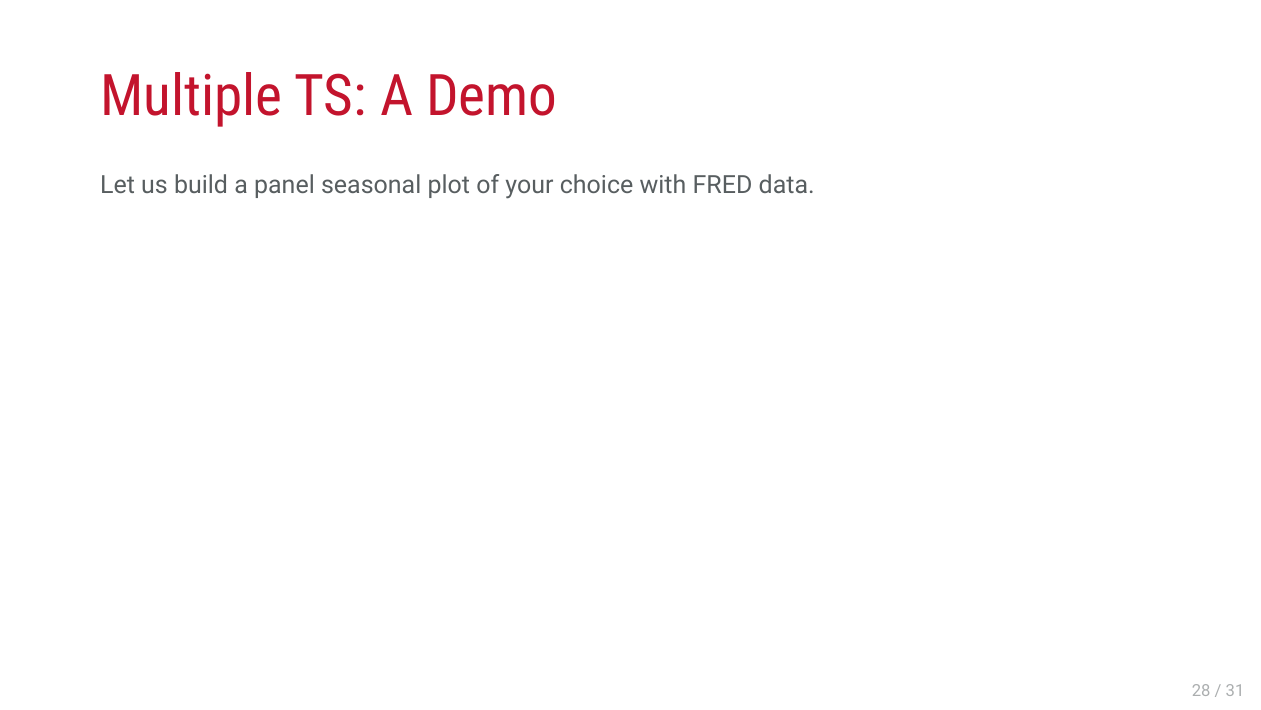 Multiple TS: A Demo
Let us build a panel seasonal plot of your choice with FRED data.
28 / 31